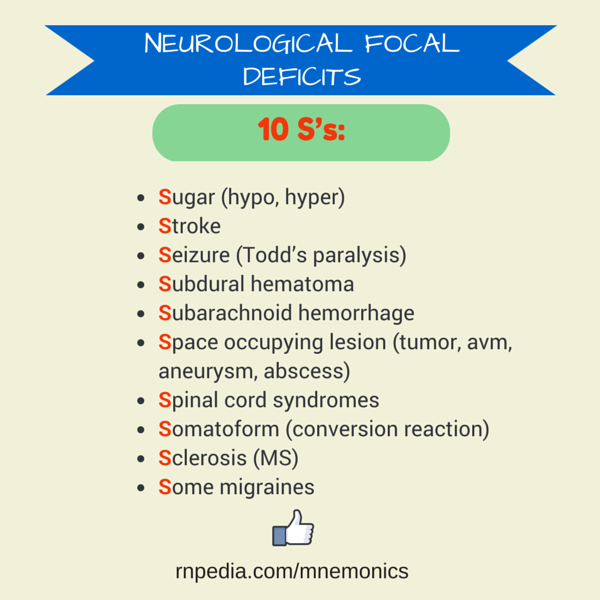 NEUROLOGICAL FOCAL
DEFICITS
10 S's:
• Sugar (hypo, hyper)
• Stroke
• Seizure (Todd's paralysis)
• Subdural hematoma
• Subarachnoid hemorrhage
• Space occupying lesion (tumor, avm,
aneurysm, abscess)
• Spinal cord syndromes
• Somatoform (conversion reaction)
• Sclerosis (MS)
• Some migraines
rnpedia.com/mnemonics